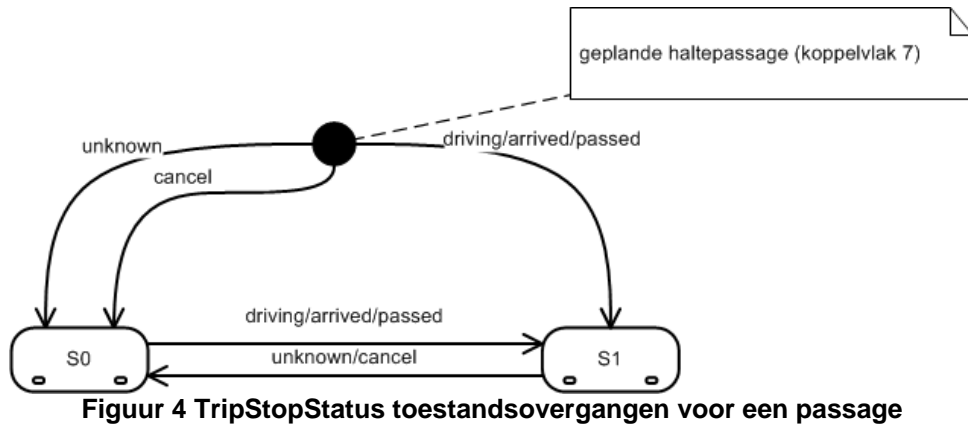 geplande haltepassage (koppelvlak 7)
unknown
driving/arrived/passed
cancel
driving/arrived/passed
S0
unknown/cancel
S1
Figuur 4 TripStopStatus toestandsovergangen voor een passage